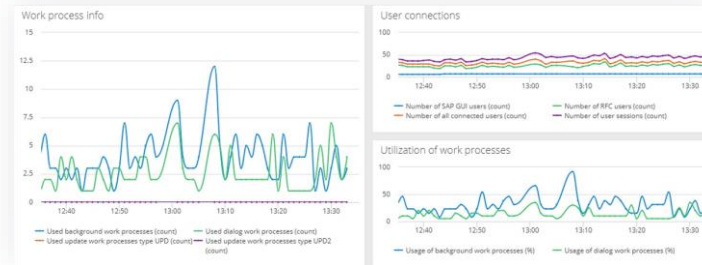 Work process info
15
12.5
10
7.5
5
2.5
0
12:40 12:50 13:00 13:10 13:20 13:30
Used background work processes (count) Used dialog work processes (count)
Used update work processes type UPD (count) Used update work processes type UPD2
(count)
User connections
100
50
0
12:40 12:50 13:00 13:10 13:20 13:30
Number of SAP GUI users (count) Number of RFC users (count)
Number of all connected users (count) Number of user sessions (count)
Utilization of work processes
100
50
0
12:40 12:50 13:00 13:10 13:20 13:30
Usage of background work processes (%) Usage of dialog work processes (%)